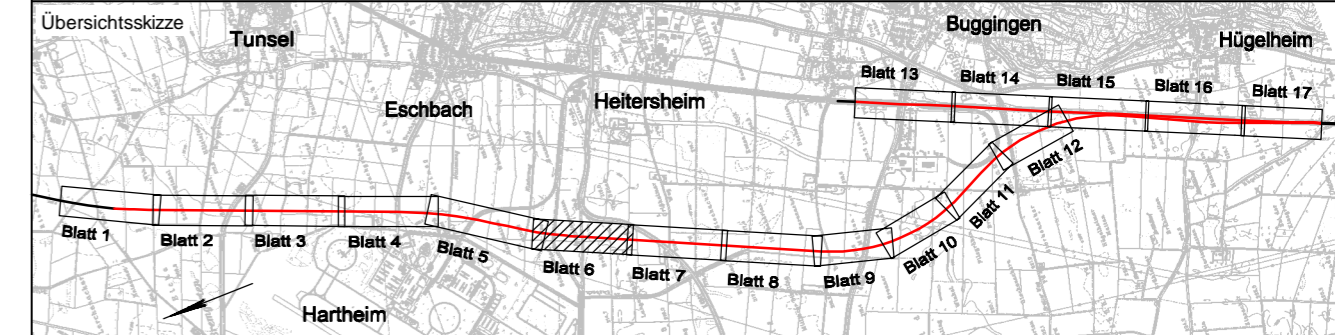 Übersichtsskizze
Tunsel
Eschbach
Heitersheim
Buggingen
Hügelheim
Blatt 13
Blatt 14
Blatt 15
Blatt 16
Blatt 17
Blatt 1
Blatt 2
Blatt 3
Blatt 4
Blatt 5
Blatt 6
Blatt 7
Blatt 8
Blatt 9
Blatt 10
Blatt 11
Blatt 12
Hartheim